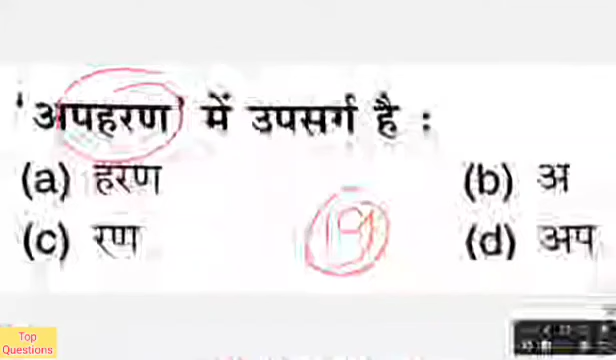 'अपहरण' में उपसर्ग है :
(a) हरण (b) अ
(c) रण (d) अप
Top
Questions